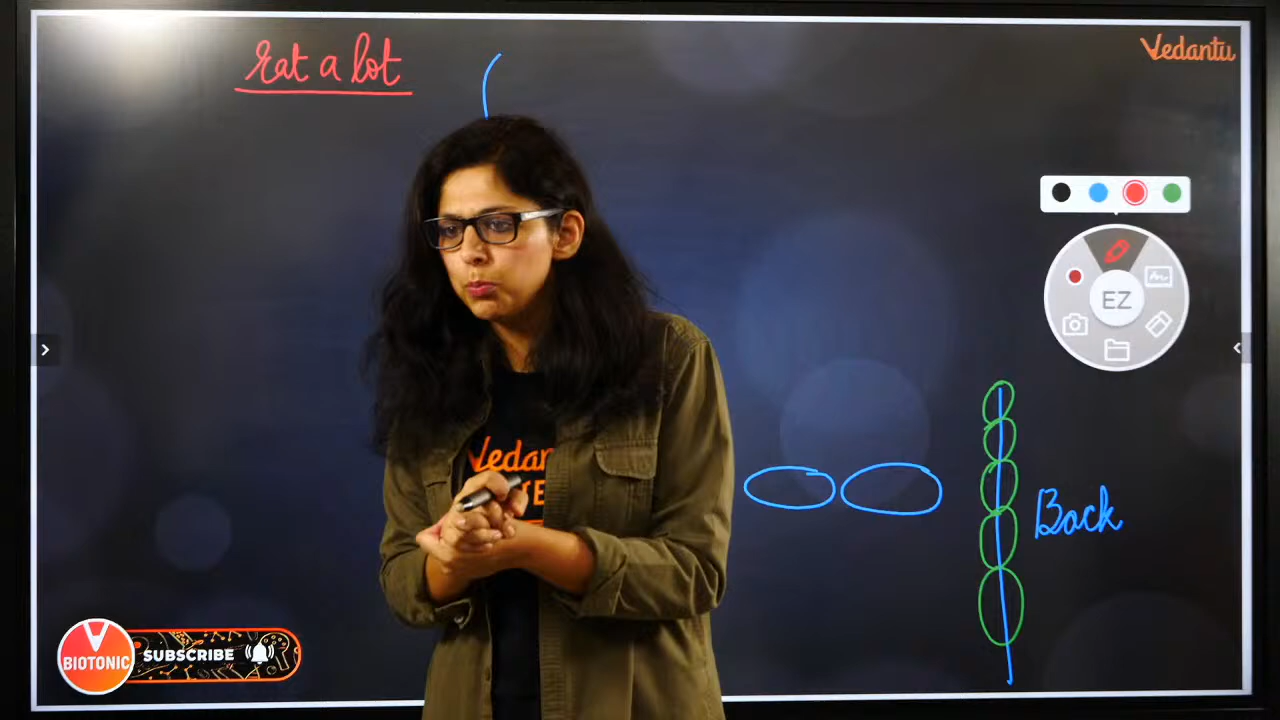 Eat a lot
Vedantu
EZ
Vedan
E
Back
BIOTONIC
SUBSCRIBE